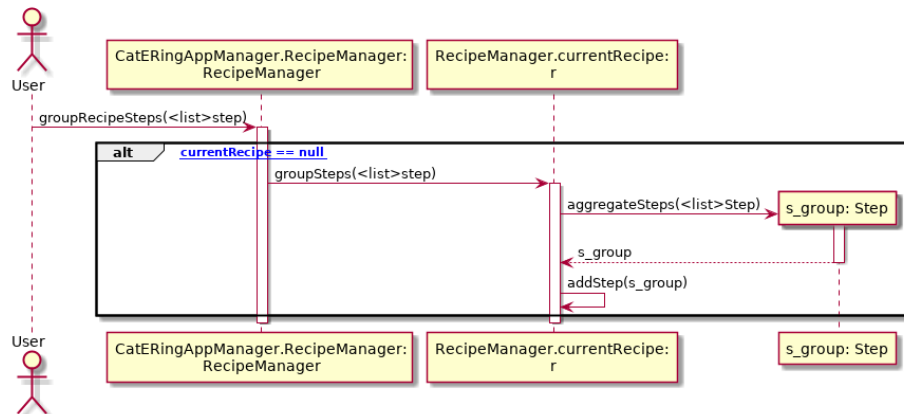 User
CatERingAppManager.RecipeManager:
RecipeManager
RecipeManager.currentRecipe:
r
groupRecipeSteps(<list>step)
alt
currentRecipe == null
groupSteps(<list>step)
aggregateSteps(<list>Step)
s_group: Step
s_group
addStep(s_group)
User
CatERingAppManager.RecipeManager:
RecipeManager
RecipeManager.currentRecipe:
r
s_group: Step